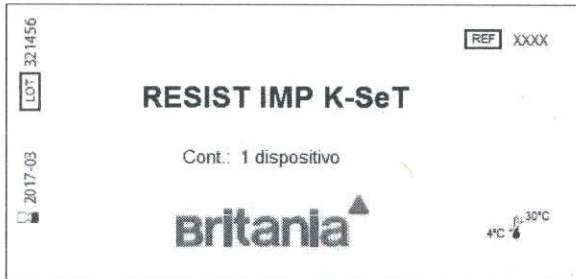 REF XXXX
LOT 321456
RESIST IMP K-SeT
Cont.: 1 dispositivo
2017-03
Britania
4°C 30°C